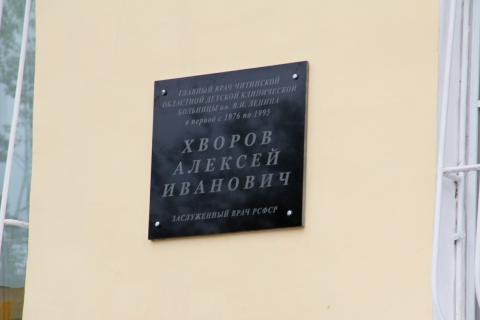 ГЛАВНЫЙ ВРАЧ ЧИТИНСКОЙ
ОБЛАСТНОЙ ДЕТСКОЙ КЛИНИЧЕСКОЙ
БОЛЬНИЦЫ им. В.И. ЛЕНИНА
в период с 1976 по 1995
ХВОРОВ
АЛЕКСЕЙ
ИВАНОВИЧ
ЗАСЛУЖЕННЫЙ ВРАЧ РСФСР